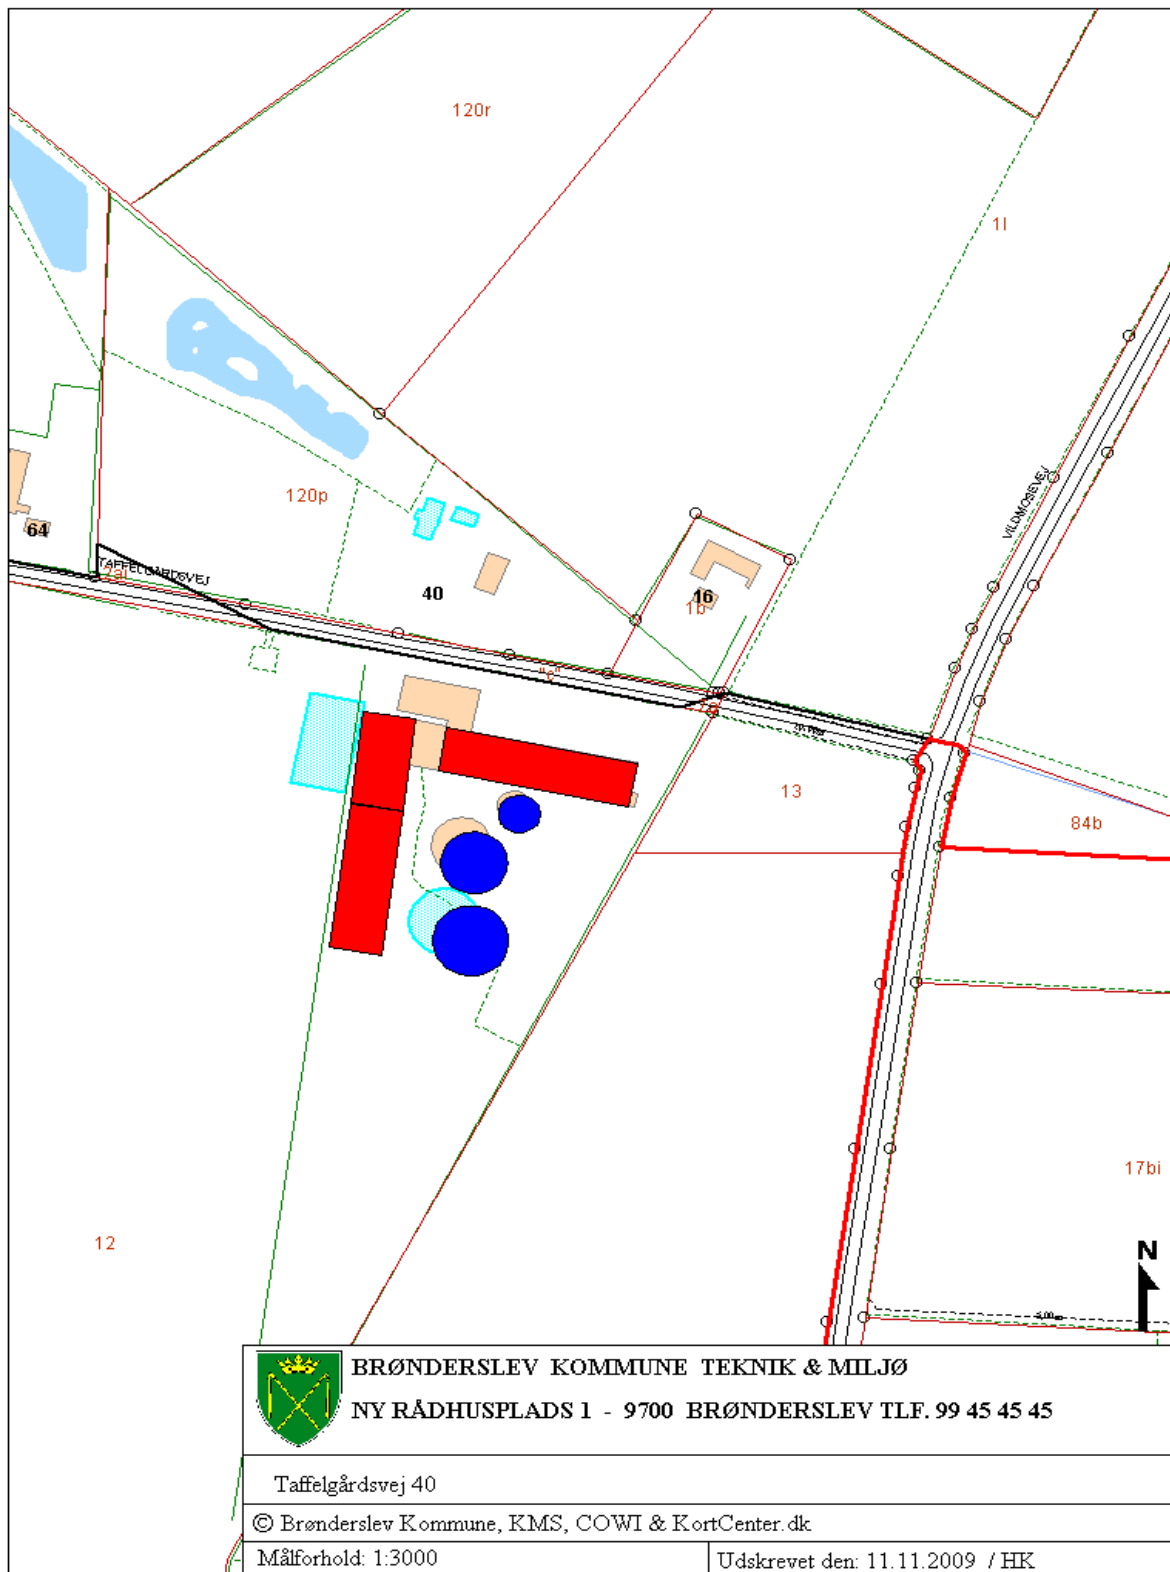 120r
1l
VILDMOSEVEJ
120p
64
TAFFELGÅRDSVEJ
40
16
1b
"c"
13
84b
17bi
12
N
BRØNDERSLEV KOMMUNE TEKNIK & MILJØ
NY RÅDHUSPLADS 1 - 9700 BRØNDERSLEV TLF. 99 45 45 45
Taffelgårdsvej 40
© Brønderslev Kommune, KMS, COWI & KortCenter.dk
Målforhold: 1:3000
Udskrevet den: 11.11.2009 / HK